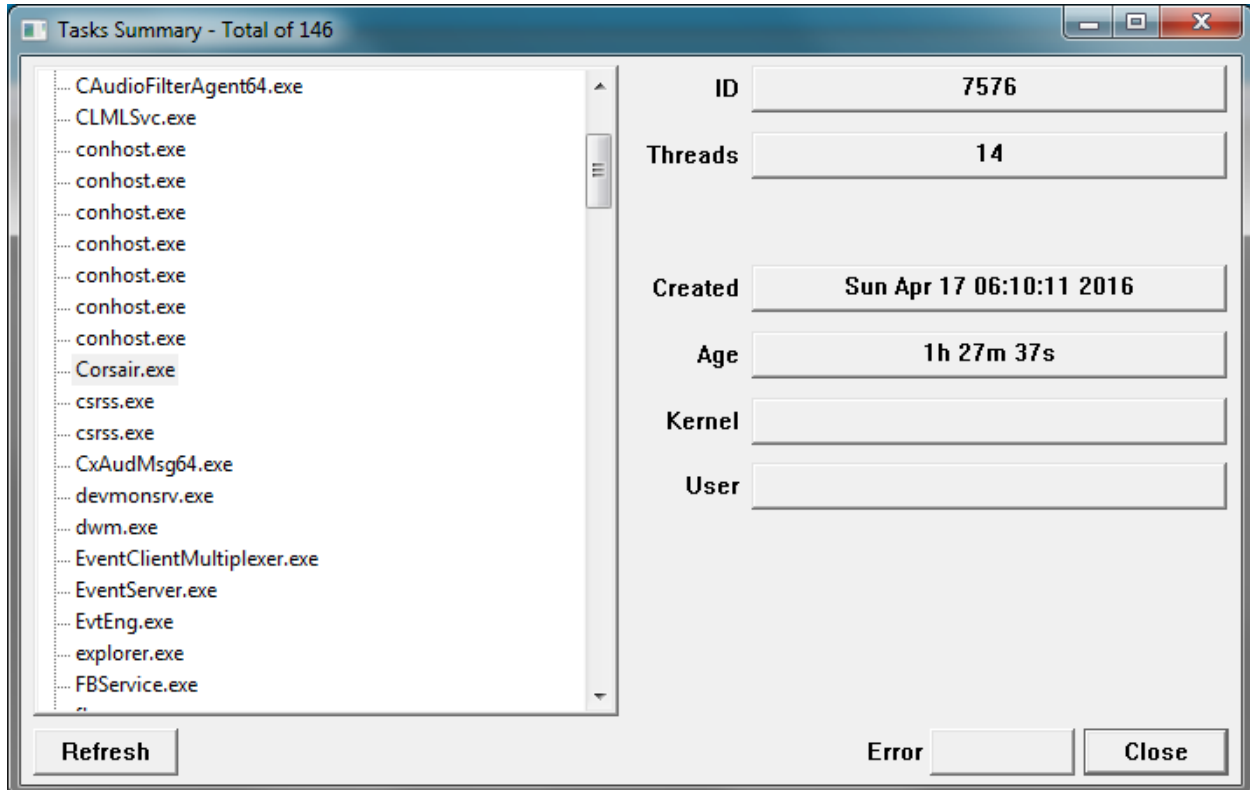 Tasks Summary - Total of 146
CAudioFilterAgent64.exe
CLMLSvc.exe
conhost.exe
conhost.exe
conhost.exe
conhost.exe
conhost.exe
conhost.exe
conhost.exe
Corsair.exe
csrss.exe
csrss.exe
CxAudMsg64.exe
devmonsrv.exe
dwm.exe
EventClientMultiplexer.exe
EventServer.exe
EvtEng.exe
explorer.exe
FBService.exe
Refresh
ID 7576
Threads 14
Created Sun Apr 17 06:10:11 2016
Age 1h 27m 37s
Kernel
User
Error
Close